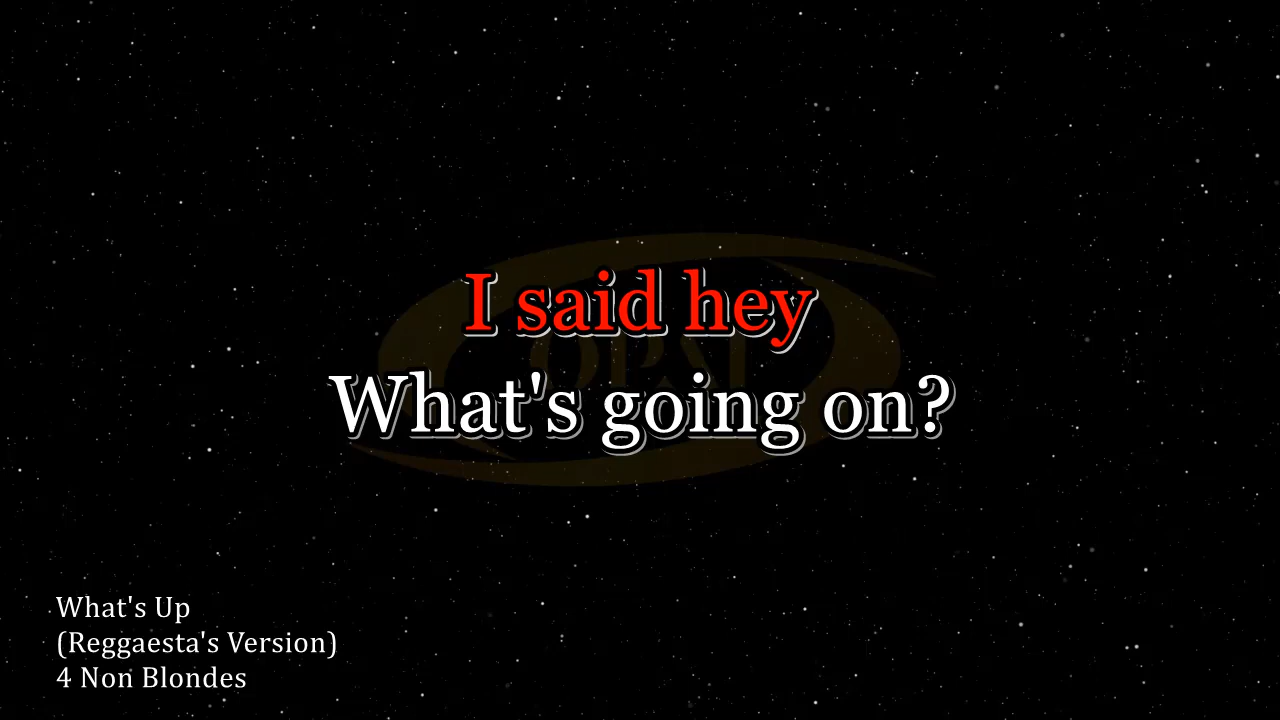 I said hey
What's going on?
What's Up
(Reggaesta's Version)
4 Non Blondes